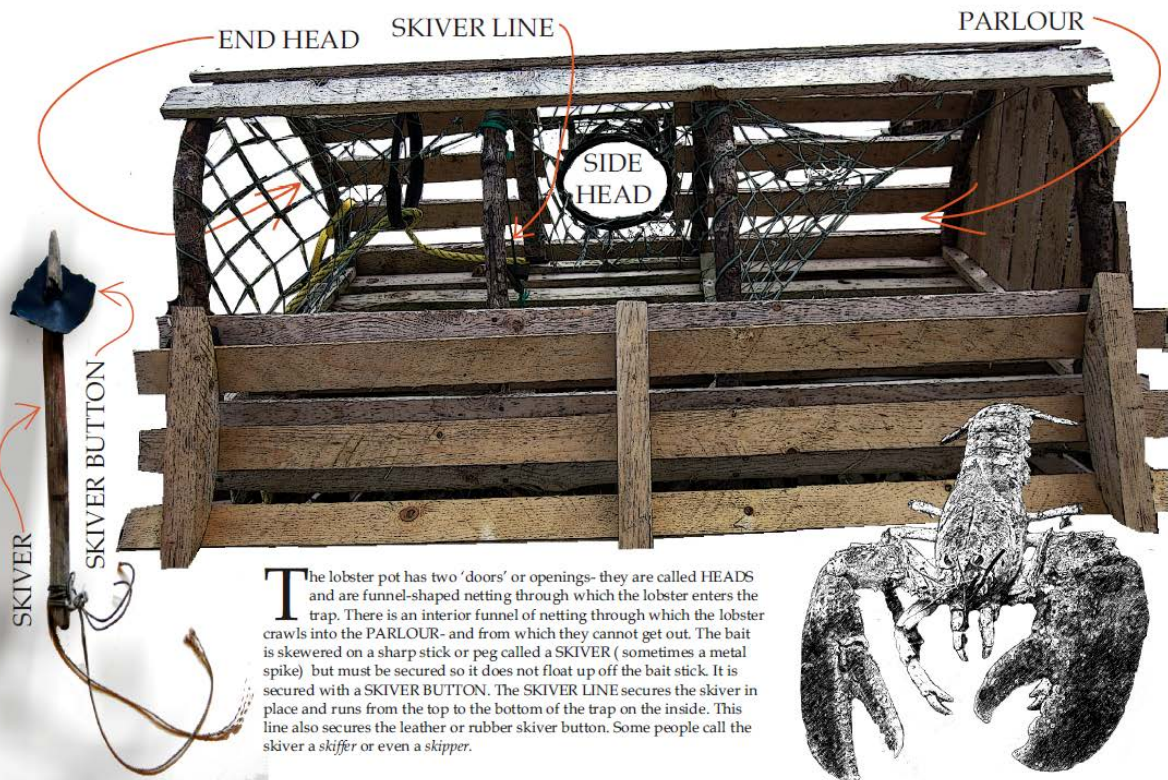 END HEAD
SKIVER LINE
PARLOUR
SIDE
HEAD
SKIVER BUTTON
SKIVER
The lobster pot has two ‘doors’ or openings- they are called HEADS
and are funnel-shaped netting through which the lobster enters the
trap. There is an interior funnel of netting through which the lobster
crawls into the PARLOUR- and from which they cannot get out. The bait
is skewered on a sharp stick or peg called a SKIVER ( sometimes a metal
spike) but must be secured so it does not float up off the bait stick. It is
secured with a SKIVER BUTTON. The SKIVER LINE secures the skiver in
place and runs from the top to the bottom of the trap on the inside. This
line also secures the leather or rubber skiver button. Some people call the
skiver a skiffer or even a skipper.